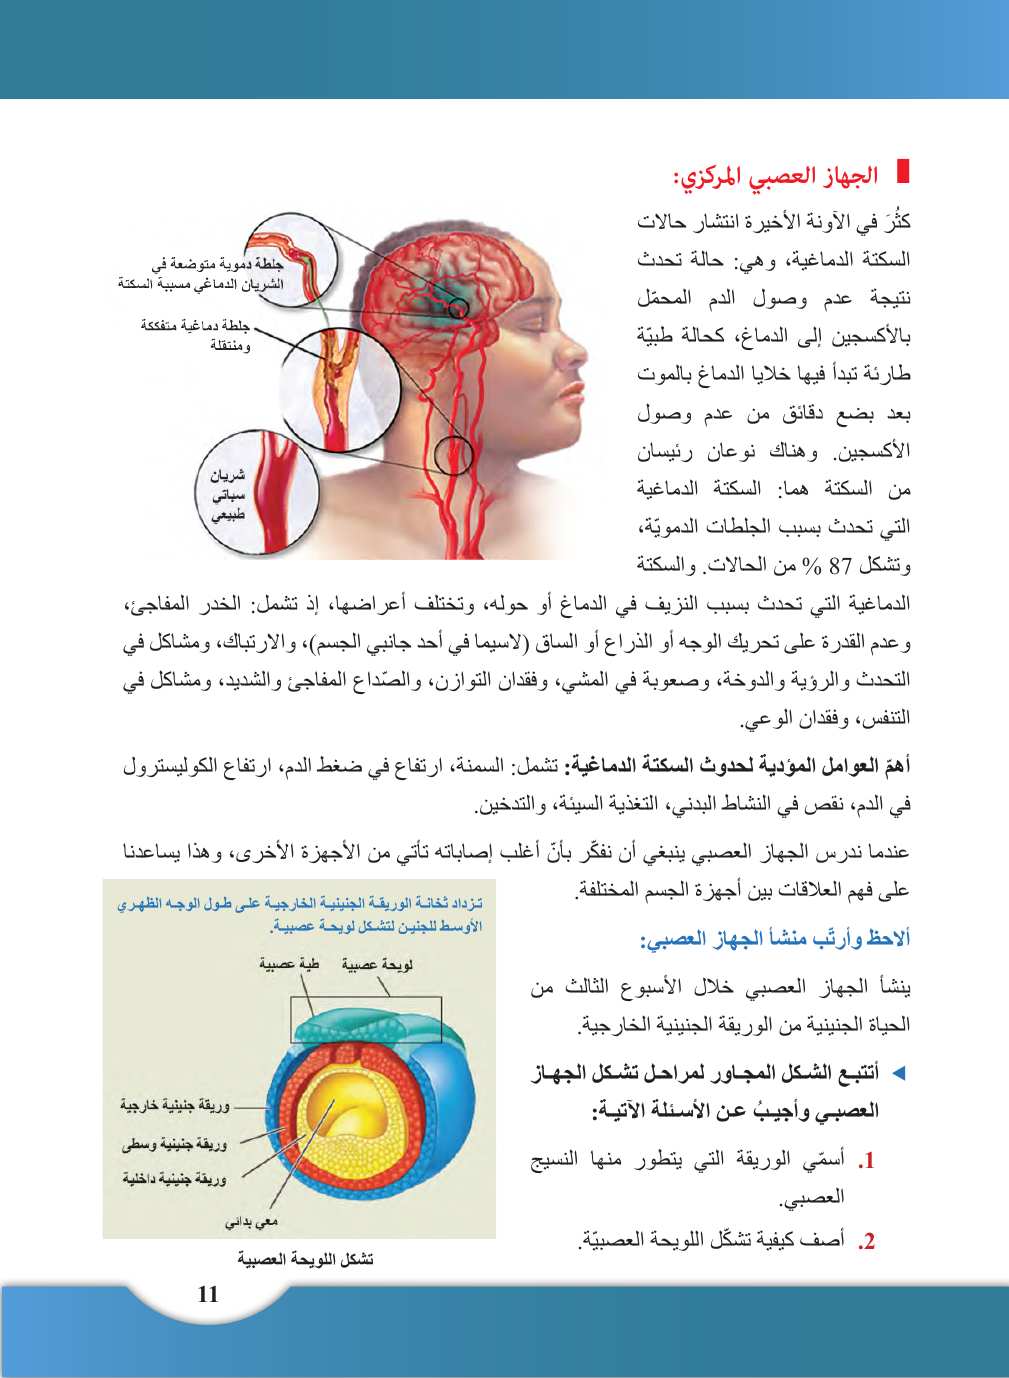 الجهاز العصبي المركزي:
كثُرَ في الآونة الأخيرة انتشار حالات
السكتة الدماغية، وهي: حالة تحدث
نتيجة عدم وصول الدم المحمّل
بالأكسجين إلى الدماغ، كحالة طبيّة
طارئة تبدأ فيها خلايا الدماغ بالموت
بعد بضع دقائق من عدم وصول
الأكسجين. وهناك نوعان رئيسان
من السكتة هما: السكتة الدماغية
التي تحدث بسبب الجلطات الدمويّة،
وتشكل 87 % من الحالات. والسكتة
جلطة دموية متوضعة في
الشريان الدماغي مسببة السكتة
جلطة دماغية متفككة
ومنتقلة
شريان
سباتي
طبيعي
الدماغية التي تحدث بسبب النزيف في الدماغ أو حوله، وتختلف أعراضها، إذ تشمل: الخدر المفاجئ،
وعدم القدرة على تحريك الوجه أو الذراع أو الساق (لاسيما في أحد جانبي الجسم)، والارتباك، ومشاكل في
التحدث والرؤية والدوخة، وصعوبة في المشي، وفقدان التوازن، والصّداع المفاجئ والشديد، ومشاكل في
التنفس، وفقدان الوعي.
أهمّ العوامل المؤدية لحدوث السكتة الدماغية: تشمل: السمنة، ارتفاع في ضغط الدم، ارتفاع الكوليسترول
في الدم، نقص في النشاط البدني، التغذية السيئة، والتدخين.
عندما ندرس الجهاز العصبي ينبغي أن نفكّر بأنّ أغلب إصاباته تأتي من الأجهزة الأخرى، وهذا يساعدنا
على فهم العلاقات بين أجهزة الجسم المختلفة.
ألاحظ وأرتّب منشأ الجهاز العصبي:
ينشأ الجهاز العصبي خلال الأسبوع الثالث من
الحياة الجنينية من الوريقة الجنينية الخارجية.
أتتبع الشكل المجاور لمراحل تشكل الجهاز
العصبي وأجيبُ عن الأسئلة الآتية:
1. أسمّي الوريقة التي يتطور منها النسيج
العصبي.
2. أصف كيفية تشكّل اللويحة العصبيّة.
تزداد ثخانة الوريقة الجنينية الخارجية على طول الوجه الظهري
الأوسط للجنين لتشكل لويحة عصبية.
لويحة عصبية
طية عصبية
وريقة جنينية خارجية
وريقة جنينية وسطى
وريقة جنينية داخلية
معي بدائي
تشكل اللويحة العصبية
11